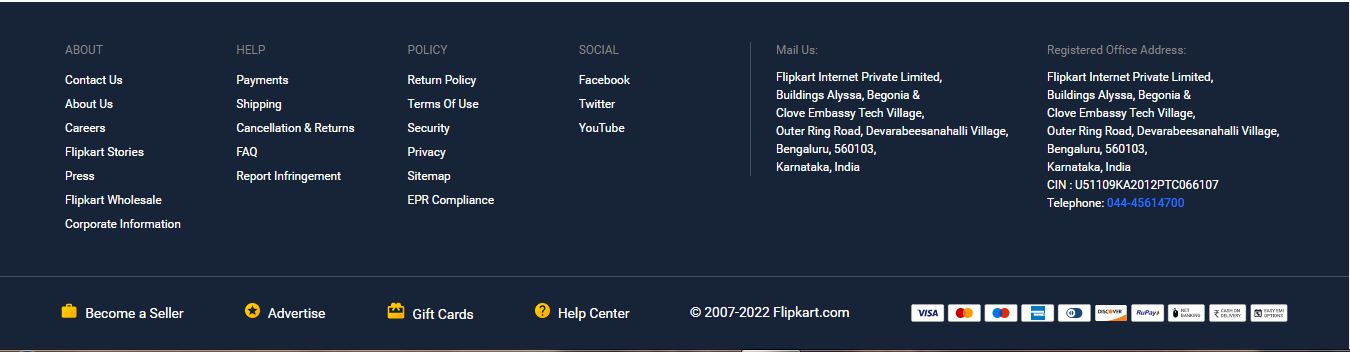 ABOUT
Contact Us
About Us
Careers
Flipkart Stories
Press
Flipkart Wholesale
Corporate Information
HELP
Payments
Shipping
Cancellation & Returns
FAQ
Report Infringement
POLICY
Return Policy
Terms Of Use
Security
Privacy
Sitemap
EPR Compliance
SOCIAL
Facebook
Twitter
YouTube
Mail Us:
Flipkart Internet Private Limited,
Buildings Alyssa, Begonia &
Clove Embassy Tech Village,
Outer Ring Road, Devarabeesanahalli Village,
Bengaluru, 560103,
Karnataka, India
Registered Office Address:
Flipkart Internet Private Limited,
Buildings Alyssa, Begonia &
Clove Embassy Tech Village,
Outer Ring Road, Devarabeesanahalli Village,
Bengaluru, 560103,
Karnataka, India
CIN : U51109KA2012PTC066107
Telephone: 044-45614700
Become a Seller
Advertise
Gift Cards
Help Center
© 2007-2022 Flipkart.com
VISA
DISCOVER
RuPay
NET
BANKING
CASH ON
DELIVERY
EASY EMI
OPTIONS